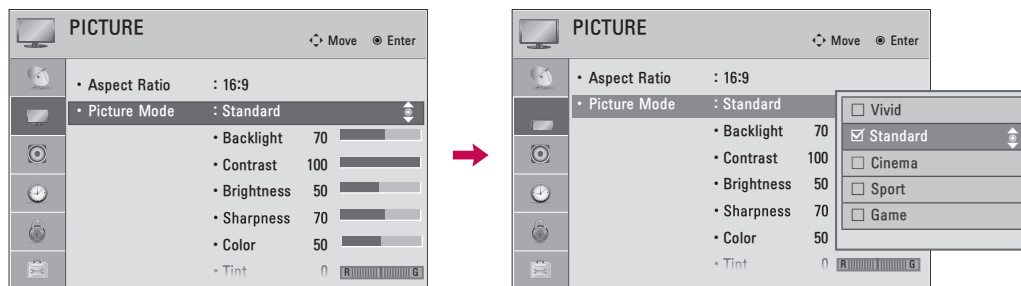 PICTURE
Move Enter
• Aspect Ratio : 16:9
• Picture Mode : Standard
• Backlight 70
• Contrast 100
• Brightness 50
• Sharpness 70
• Color 50
• Tint 0 R G
PICTURE
Move Enter
• Aspect Ratio : 16:9
• Picture Mode : Standard
• Backlight 70
• Contrast 100
• Brightness 50
• Sharpness 70
• Color 50
• Tint 0 R G
Vivid
Standard
Cinema
Sport
Game